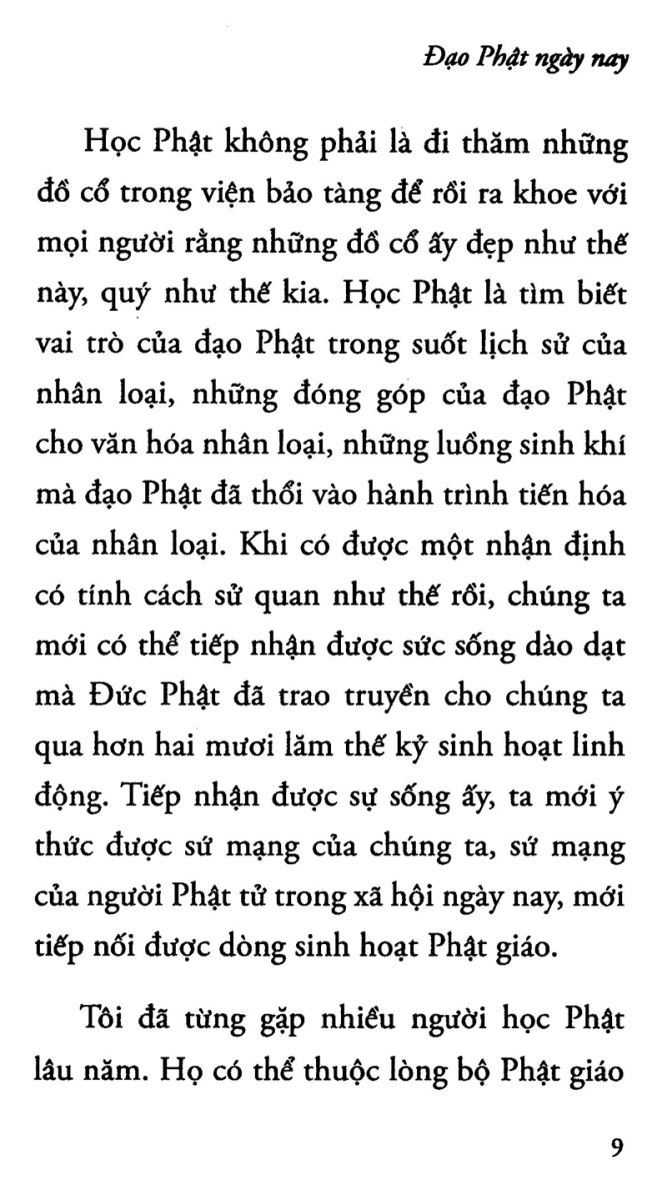 Đạo Phật ngày nay
Học Phật không phải là đi thăm những
đồ cổ trong viện bảo tàng để rồi ra khoe với
mọi người rằng những đồ cổ ấy đẹp như thế
này, quý như thế kia. Học Phật là tìm biết
vai trò của đạo Phật trong suốt lịch sử của
nhân loại, những đóng góp của đạo Phật
cho văn hóa nhân loại, những luồng sinh khí
mà đạo Phật đã thổi vào hành trình tiến hóa
của nhân loại. Khi có được một nhận định
có tính cách sử quan như thế rồi, chúng ta
mới có thể tiếp nhận được sức sống dào dạt
mà Đức Phật đã trao truyền cho chúng ta
qua hơn hai mươi lăm thế kỷ sinh hoạt linh
động. Tiếp nhận được sự sống ấy, ta mới ý
thức được sứ mạng của chúng ta, sứ mạng
của người Phật tử trong xã hội ngày nay, mới
tiếp nối được dòng sinh hoạt Phật giáo.
Tôi đã từng gặp nhiều người học Phật
lâu năm. Họ có thể thuộc lòng bộ Phật giáo
9